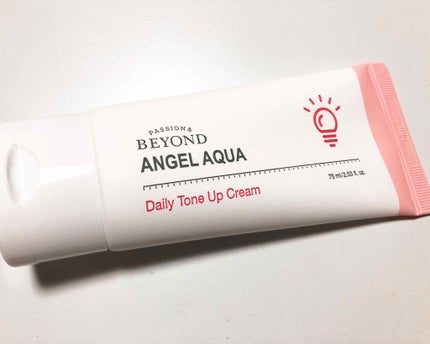 PASSION&
BEYOND
ANGEL AQUA
75 ml/2.53 fl. oz.
Daily Tone Up Cream